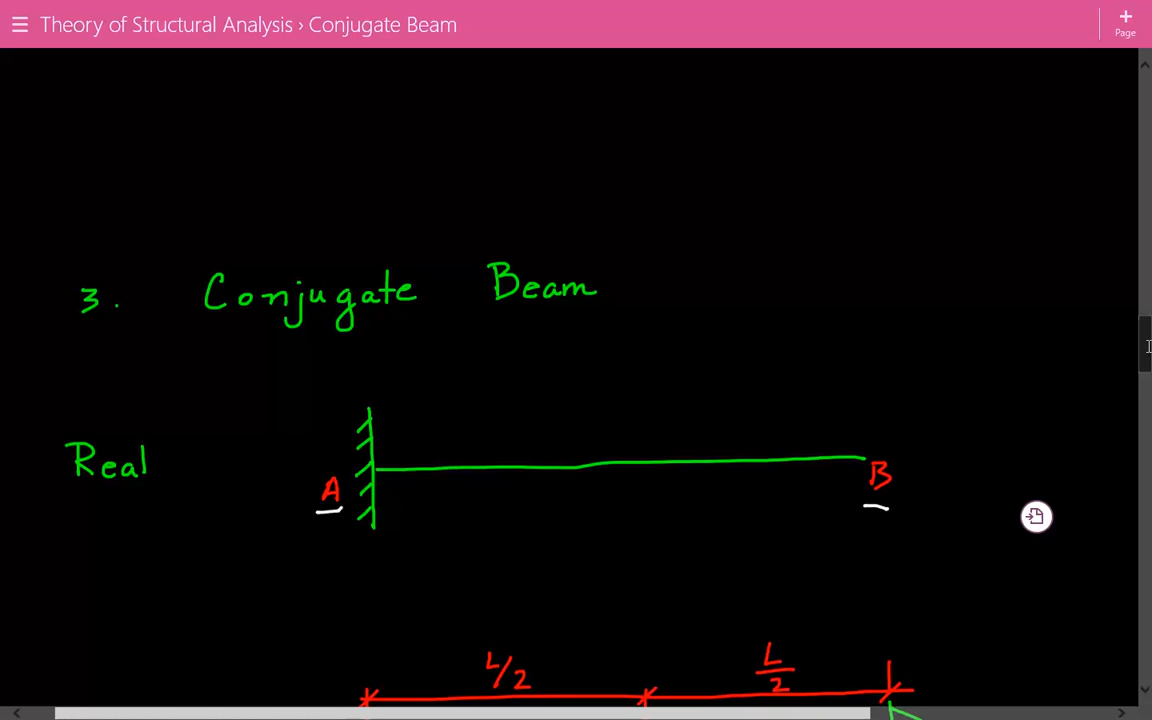 Theory of Structural Analysis › Conjugate Beam
Page
3. Conjugate Beam
Real
A
B
L/2
L/2